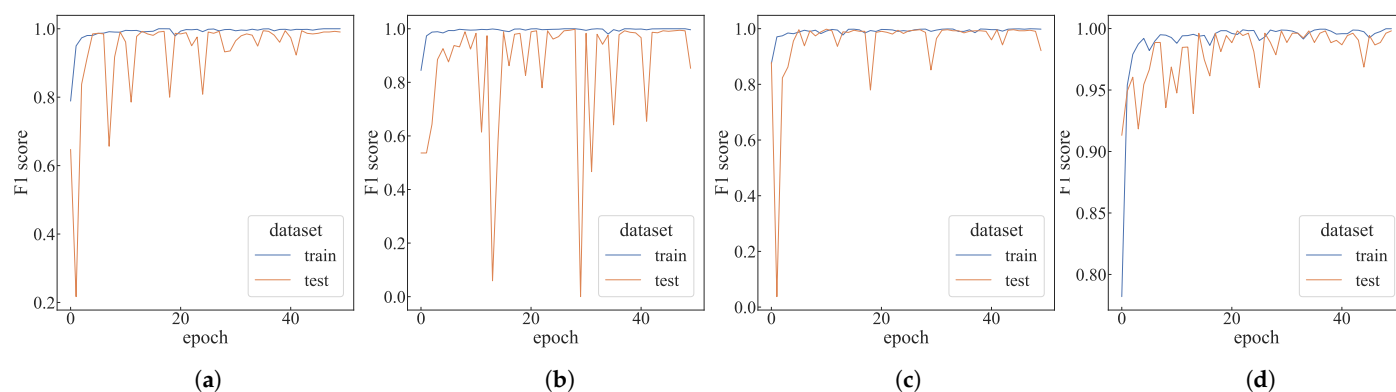 1.0
0.8
0.6
0.4
0.2
F1 score
0 20 40
epoch
dataset
train
test
(a)
1.0
0.8
0.6
0.4
0.2
0.0
F1 score
0 20 40
epoch
dataset
train
test
(b)
1.0
0.8
0.6
0.4
0.2
0.0
F1 score
0 20 40
epoch
dataset
train
test
(c)
1.00
0.95
0.90
0.85
0.80
F1 score
0 20 40
epoch
dataset
train
test
(d)